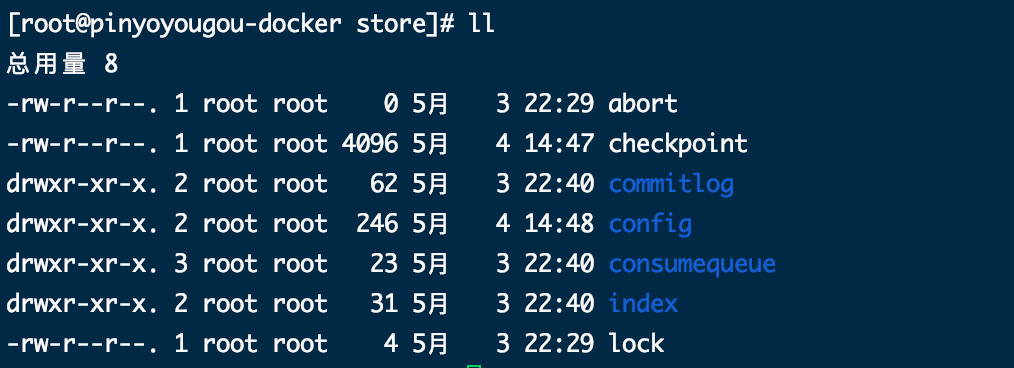 [root@pinyoyougou-docker store]# ll
总用量 8
-rw-r--r--. 1 root root    0 5月   3 22:29 abort
-rw-r--r--. 1 root root 4096 5月   4 14:47 checkpoint
drwxr-xr-x. 2 root root   62 5月   3 22:40 commitlog
drwxr-xr-x. 2 root root  246 5月   4 14:48 config
drwxr-xr-x. 3 root root   23 5月   3 22:40 consumequeue
drwxr-xr-x. 2 root root   31 5月   3 22:40 index
-rw-r--r--. 1 root root    4 5月   3 22:29 lock